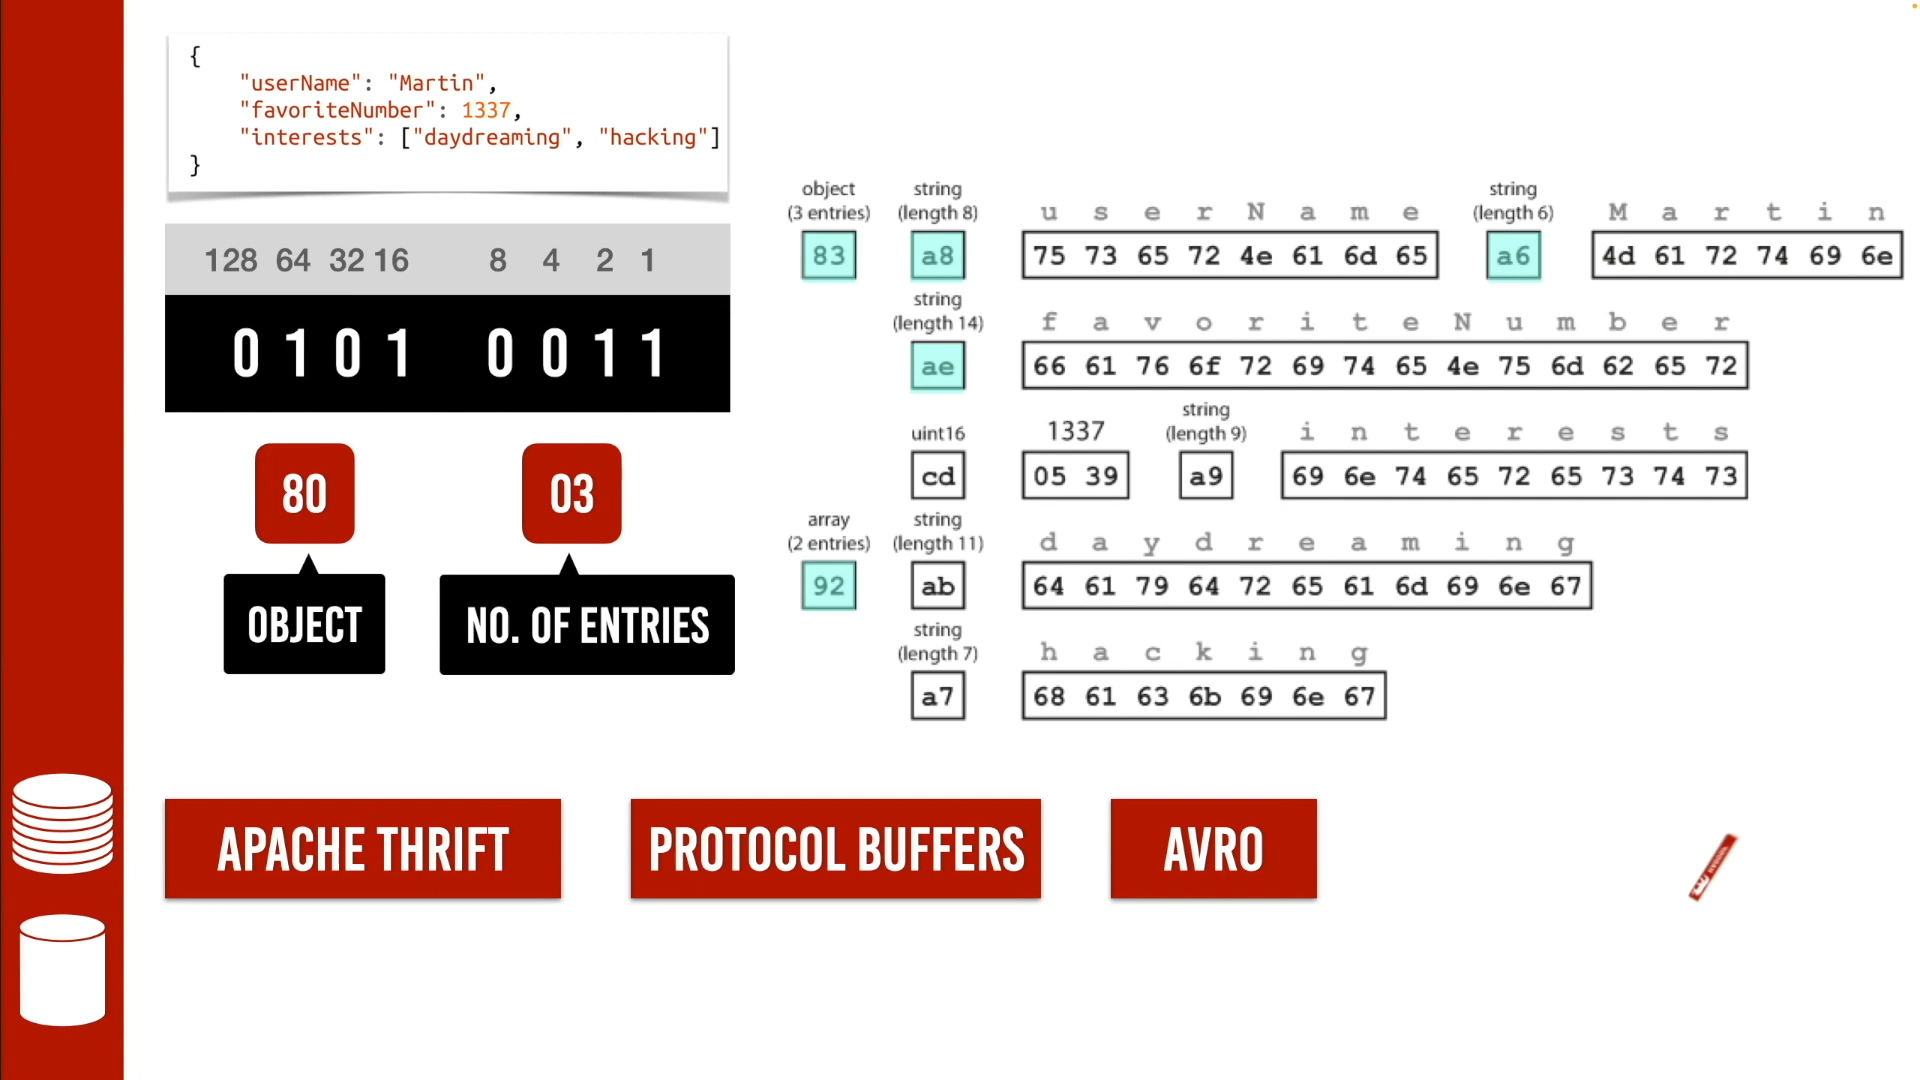 {
"userName": "Martin",
"favoriteNumber": 1337,
"interests": ["daydreaming", "hacking"]
}
128 64 32 16 8 4 2 1
0 1 0 1 0 0 1 1
80 03
OBJECT NO. OF ENTRIES
object string string
(3 entries) (length 8) u s e r N a m e (length 6) M a r t i n
83 a8 75 73 65 72 4e 61 6d 65 a6 4d 61 72 74 69 6e
string
(length 14) f a v o r i t e N u m b e r
ae 66 61 76 6f 72 69 74 65 4e 75 6d 62 65 72
string
uint16 1337 (length 9) i n t e r e s t s
cd 05 39 a9 69 6e 74 65 72 65 73 74 73
array string
(2 entries) (length 11) d a y d r e a m i n g
92 ab 64 61 79 64 72 65 61 6d 69 6e 67
string
(length 7) h a c k i n g
a7 68 61 63 6b 69 6e 67
APACHE THRIFT PROTOCOL BUFFERS AVRO